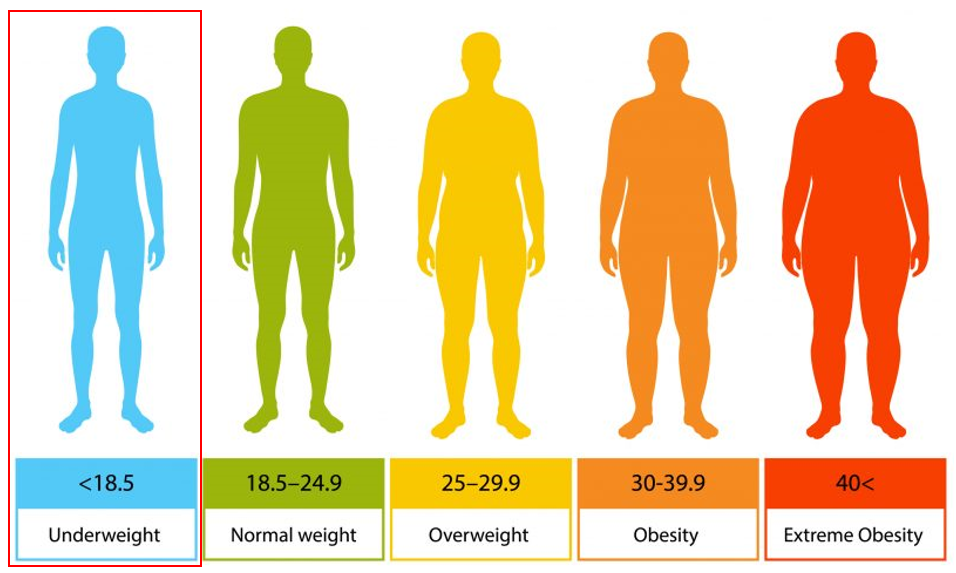 <18.5
18.5–24.9
25–29.9
30-39.9
40<
Underweight
Normal weight
Overweight
Obesity
Extreme Obesity